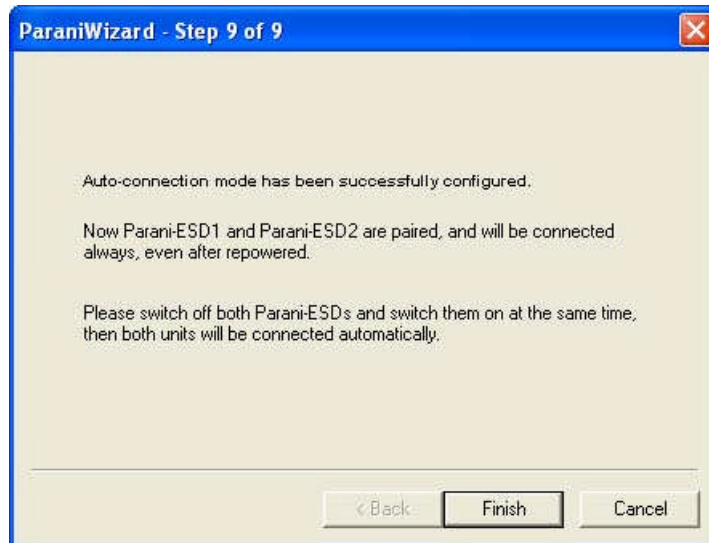 ParaniWizard - Step 9 of 9
Auto-connection mode has been successfully configured.
Now Parani-ESD1 and Parani-ESD2 are paired, and will be connected
always, even after repowered.
Please switch off both Parani-ESDs and switch them on at the same time,
then both units will be connected automatically.
< Back
Finish
Cancel